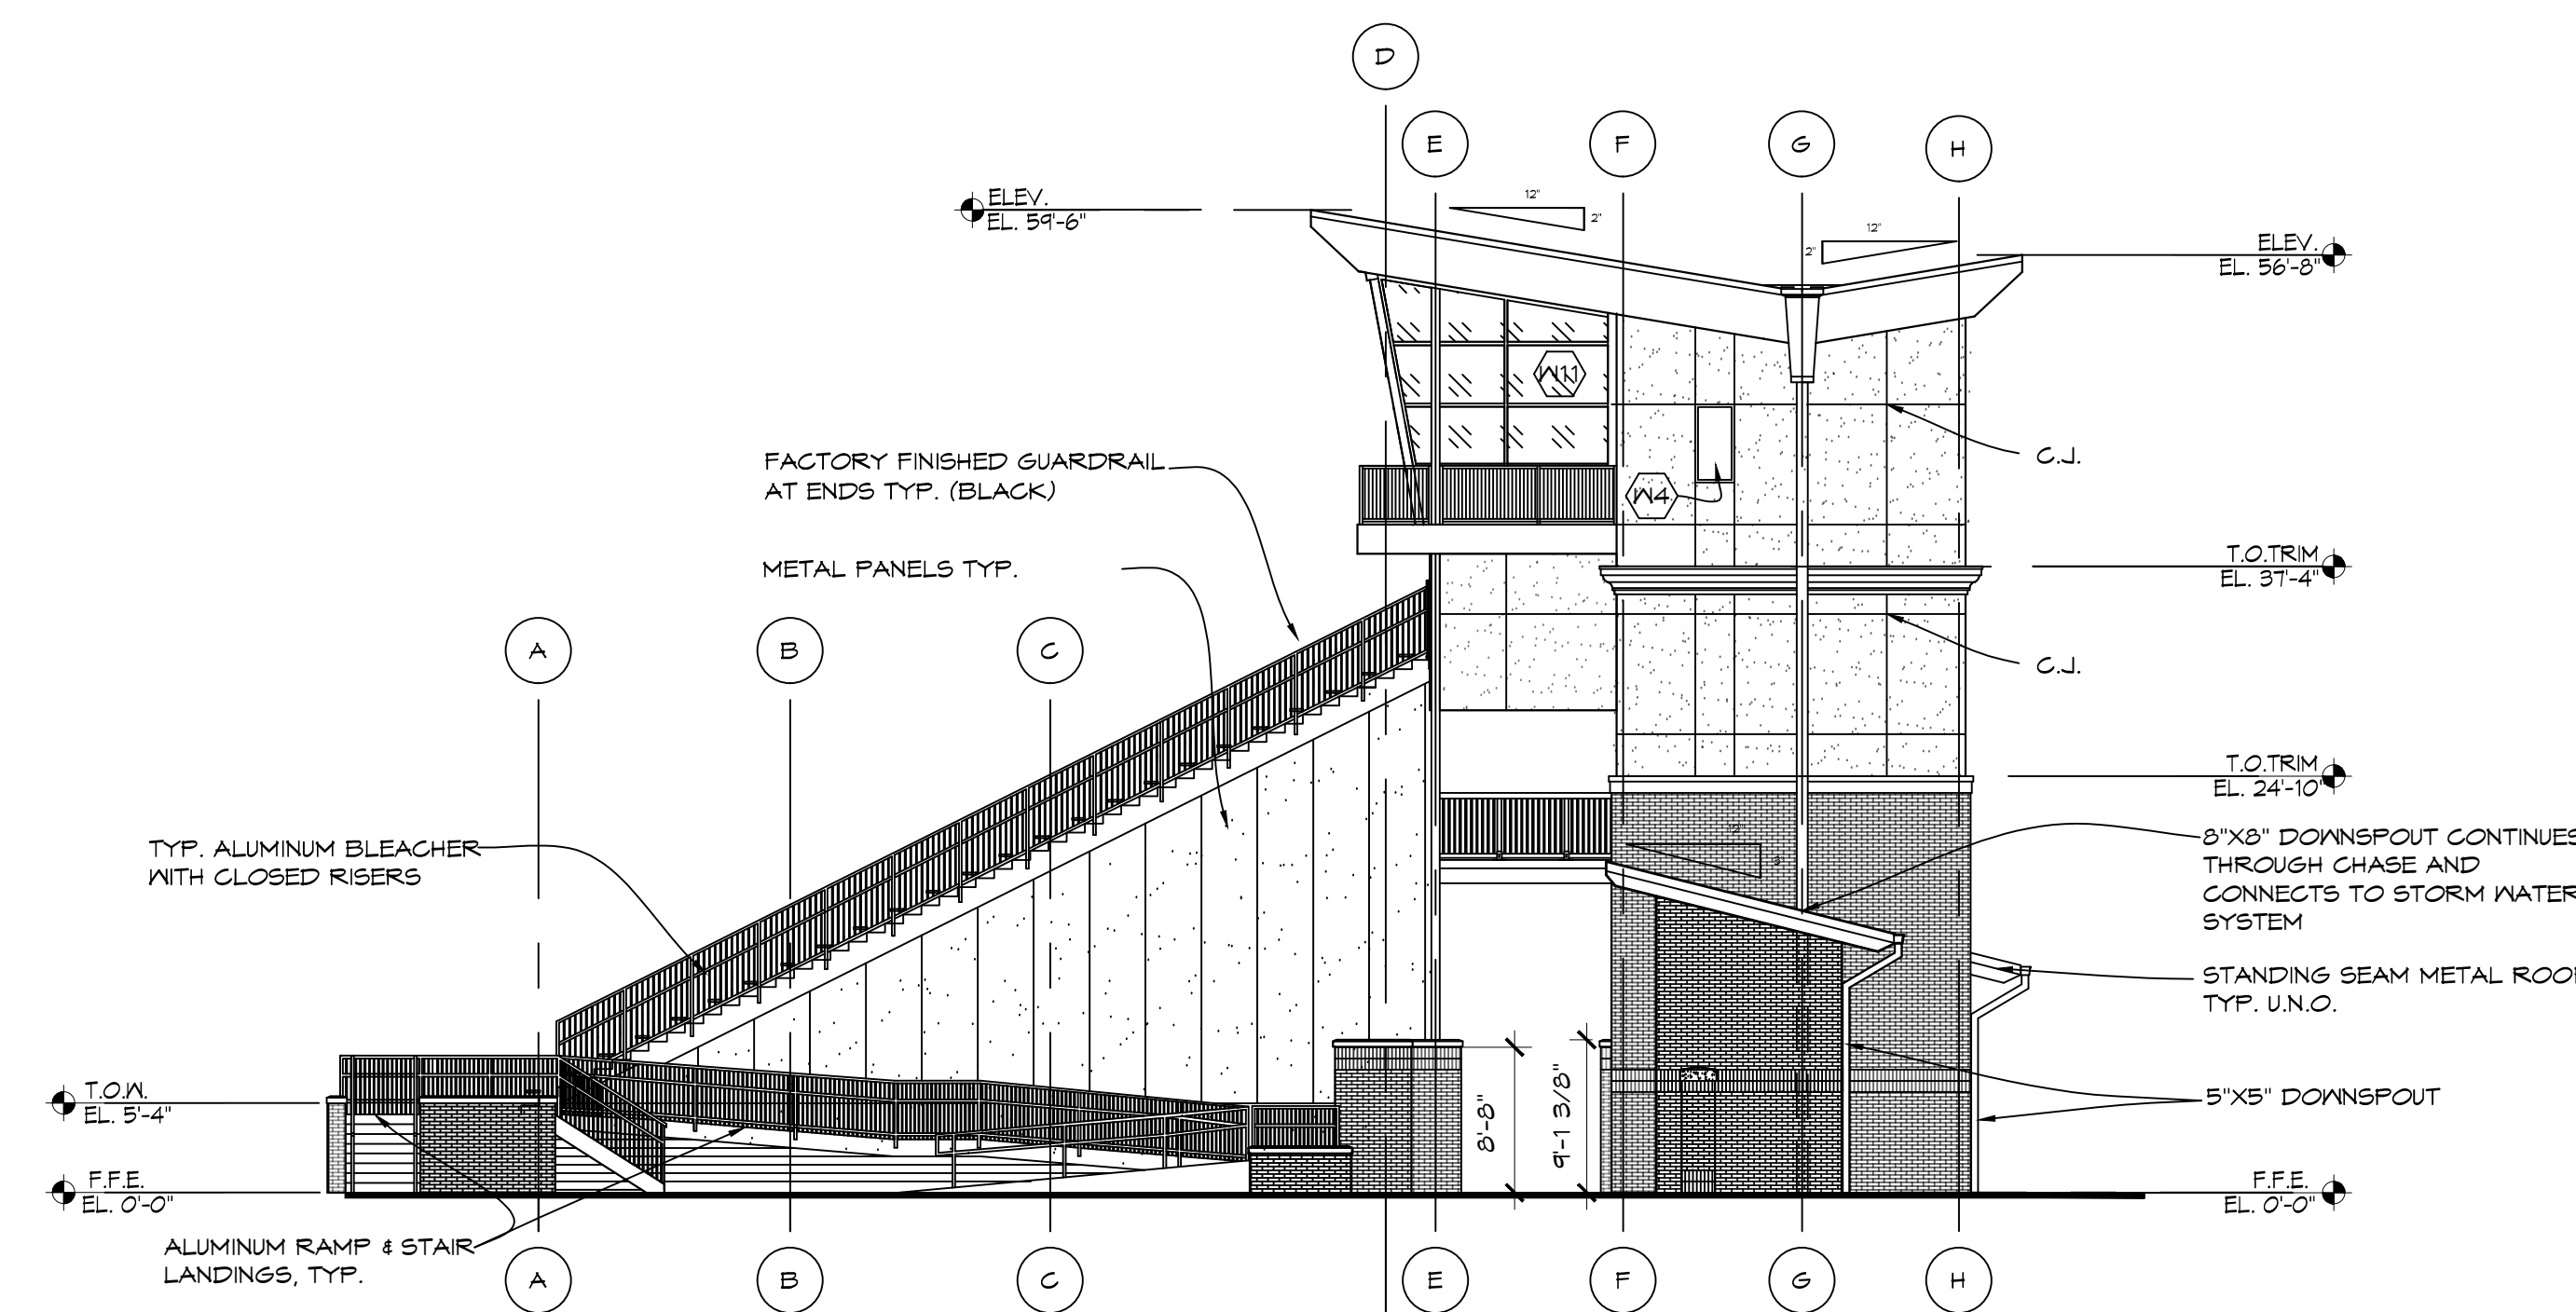 D
E
F
G
H
ELEV.
EL. 59'-6"
12"
2"
12"
2"
ELEV.
EL. 56'-8"
W11
FACTORY FINISHED GUARDRAIL
AT ENDS TYP. (BLACK)
C.J.
W4
METAL PANELS TYP.
T.O.TRIM
EL. 37'-4"
A
B
C
C.J.
T.O.TRIM
EL. 24'-10"
TYP. ALUMINUM BLEACHER
WITH CLOSED RISERS
12"
3"
8"X8" DOWNSPOUT CONTINUES
THROUGH CHASE AND
CONNECTS TO STORM WATER
SYSTEM
STANDING SEAM METAL ROO
TYP. U.N.O.
T.O.W.
EL. 5'-4"
8'-8"
9'-1 3/8"
5"X5" DOWNSPOUT
F.F.E.
EL. 0'-0"
F.F.E.
EL. 0'-0"
ALUMINUM RAMP & STAIR
LANDINGS, TYP.
A
B
C
E
F
G
H